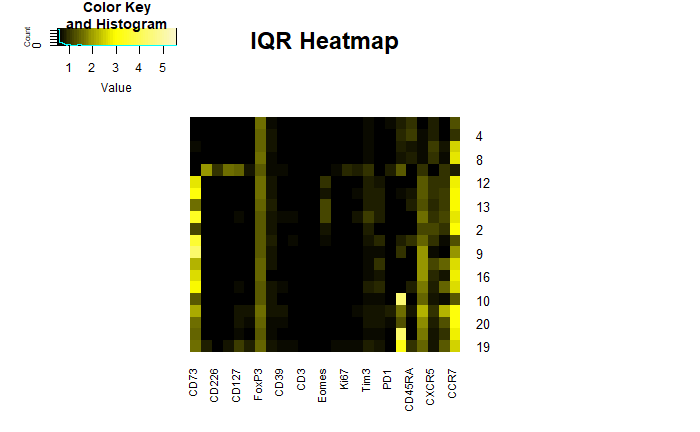 Color Key
and Histogram
Count
0
1 2 3 4 5
Value
IQR Heatmap
4
8
12
13
2
9
16
10
20
19
CD73 CD226 CD127 FoxP3 CD39 CD3 Eomes Ki67 Tim3 PD1 CD45RA CXCR5 CCR7